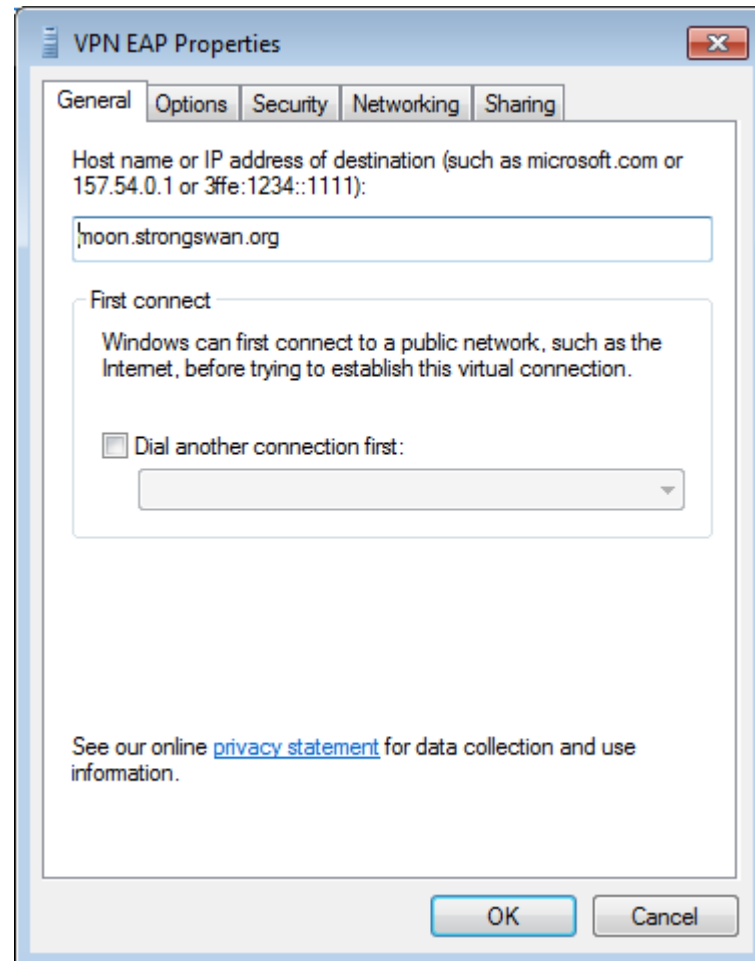 VPN EAP Properties
General Options Security Networking Sharing
Host name or IP address of destination (such as microsoft.com or
157.54.0.1 or 3ffe:1234::1111):
moon.strongswan.org
First connect
Windows can first connect to a public network, such as the
Internet, before trying to establish this virtual connection.
Dial another connection first:
See our online privacy statement for data collection and use
information.
OK Cancel